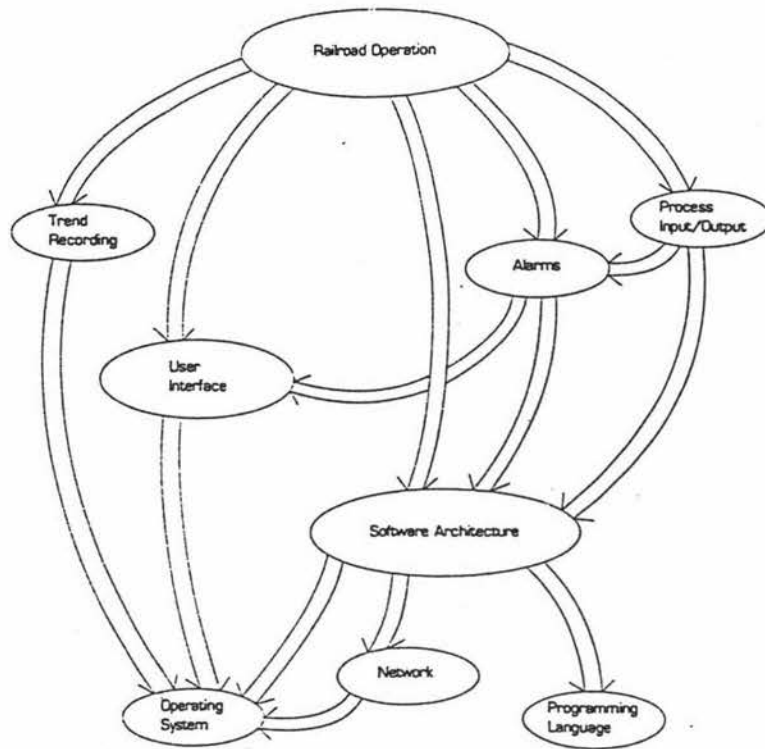 Railroad Operation
Trend
Recording
Process
Input/Output
Alarms
User
Interface
Software Architecture
Network
Operating
System
Programming
Language